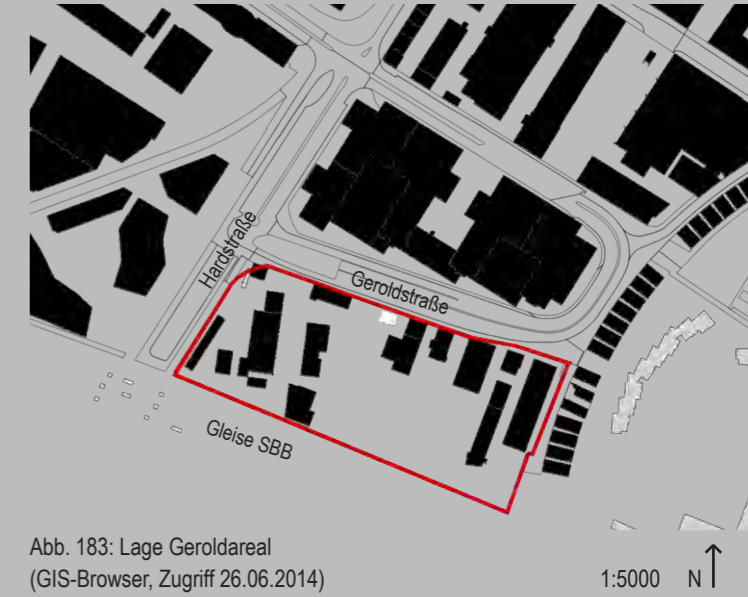 Hardstraße
Geroldstraße
Gleise SBB
Abb. 183: Lage Geroldareal
(GIS-Browser, Zugriff 26.06.2014)
1:5000 N